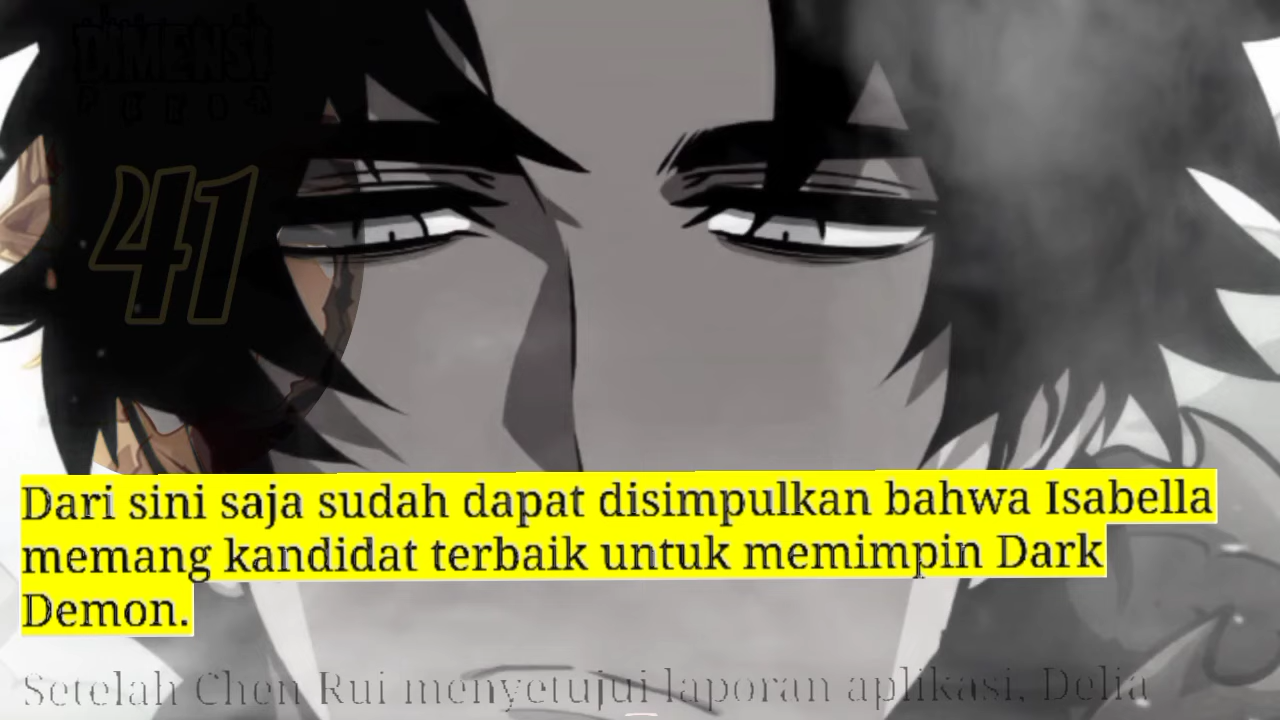 DIMENSI
41
Dari sini saja sudah dapat disimpulkan bahwa Isabella
memang kandidat terbaik untuk memimpin Dark
Demon.
Setelah Chen Rui menyetujui laporan aplikasi, Delia